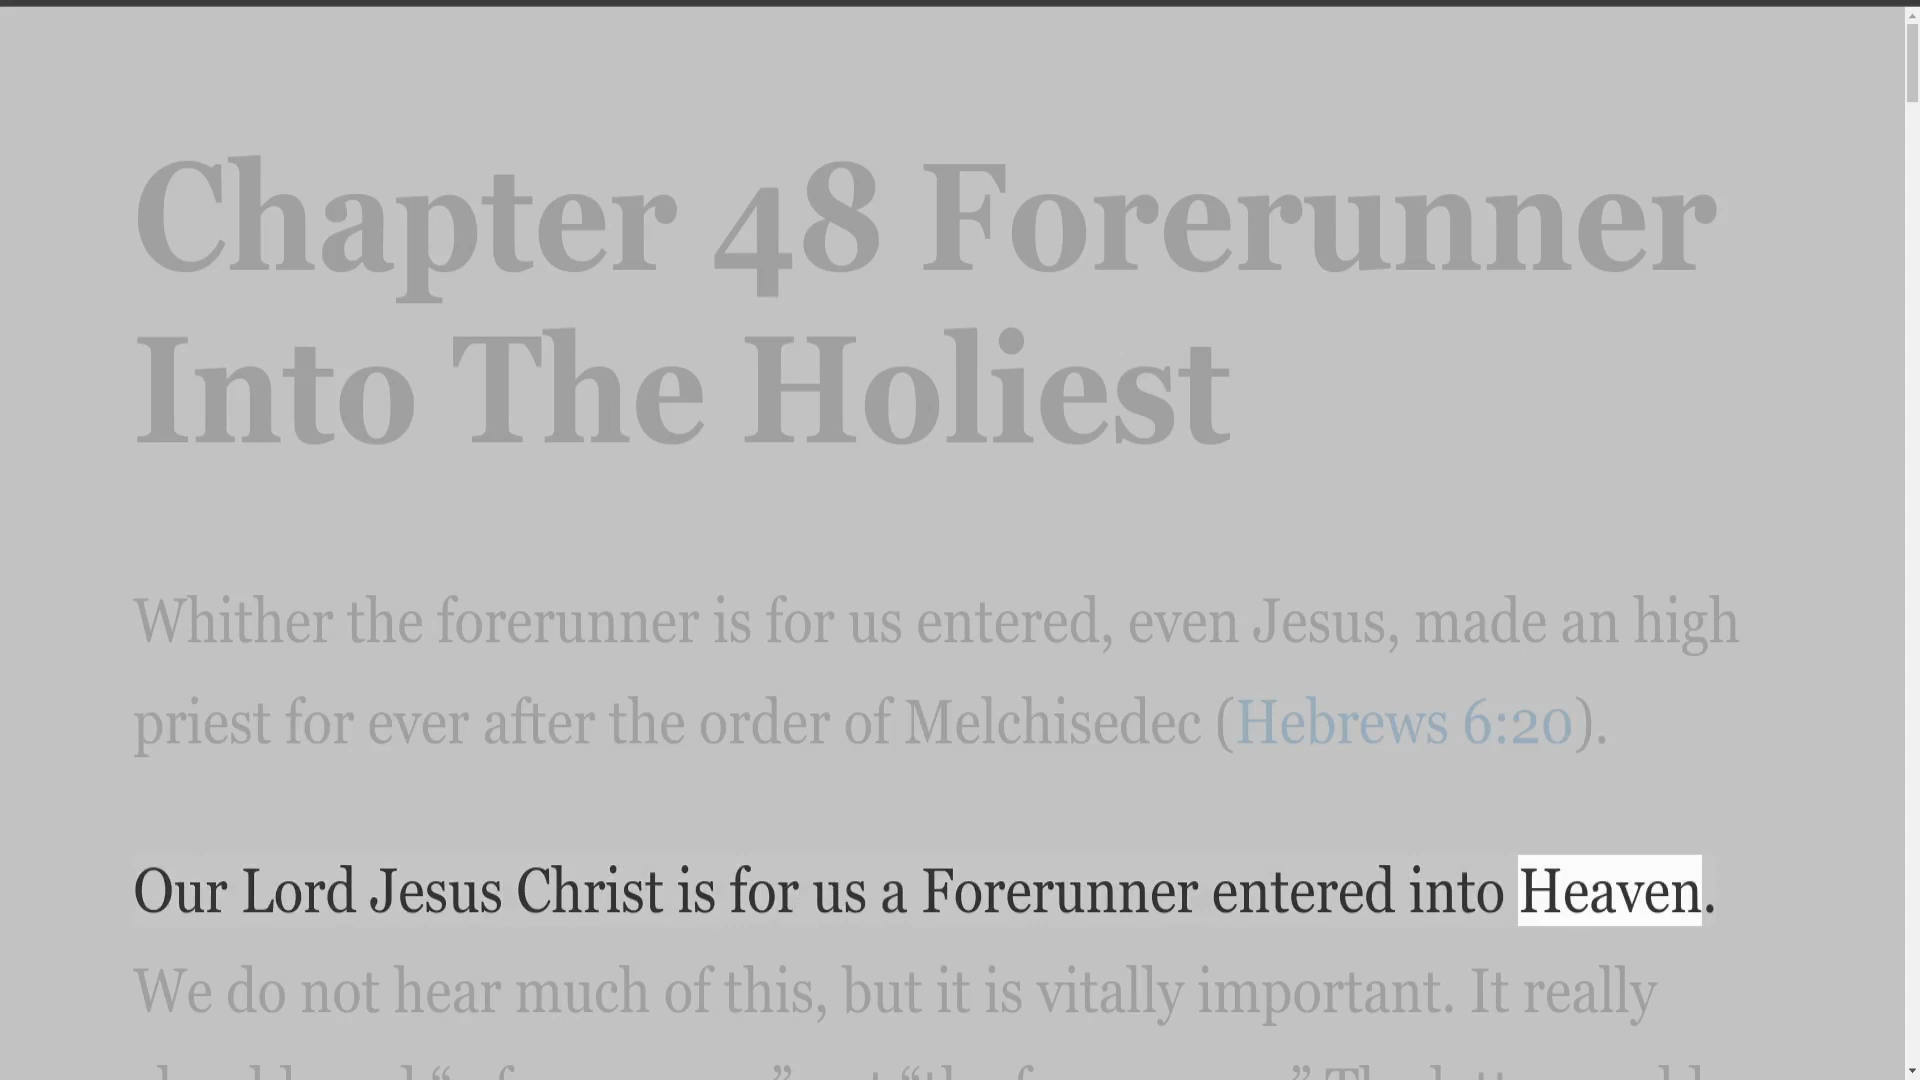 Chapter 48 Forerunner
Into The Holiest
Whither the forerunner is for us entered, even Jesus, made an high
priest for ever after the order of Melchisedec (Hebrews 6:20).
Our Lord Jesus Christ is for us a Forerunner entered into Heaven.
We do not hear much of this, but it is vitally important. It really